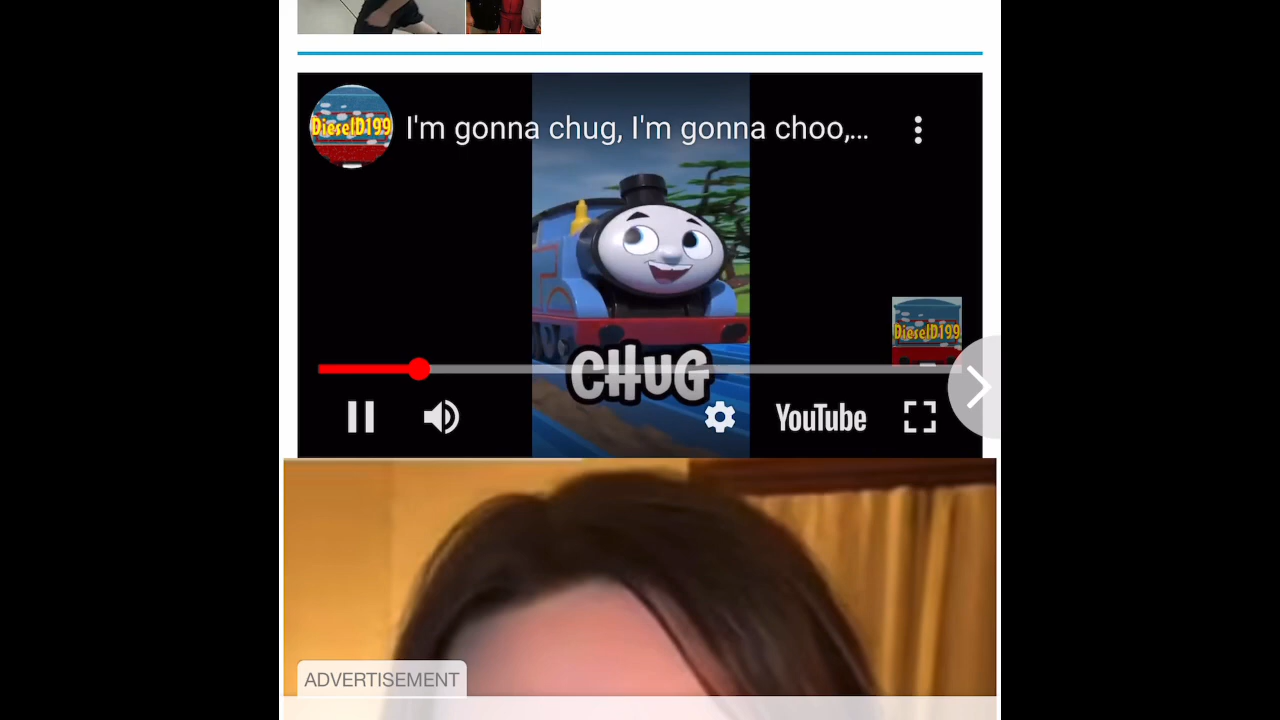 DieselD199
I'm gonna chug, I'm gonna choo,...
DieselD199
CHUG
YouTube
ADVERTISEMENT